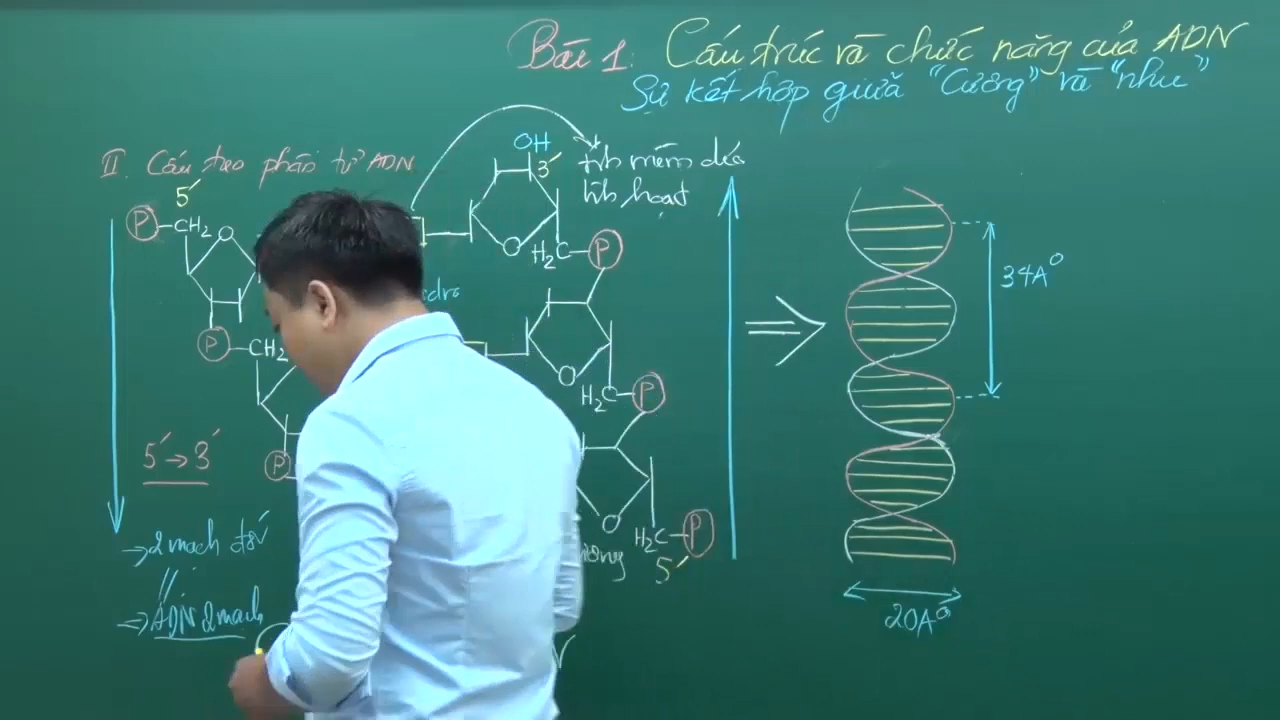 Bài 1: Cấu trúc và chức năng của ADN
Sự kết hợp giữa "Cương" và "nhu"
II. Cấu tạo phân tử ADN
OH
3'
tính mềm dẻo
linh hoạt
5'
P
CH2
O
O
H2C
P
P
CH2
O
H2C
P
P
O
H2C
P
5'
5' → 3'
→ 2 mạch đối
// 
→ ADN 2 mạch
34A°
20A°